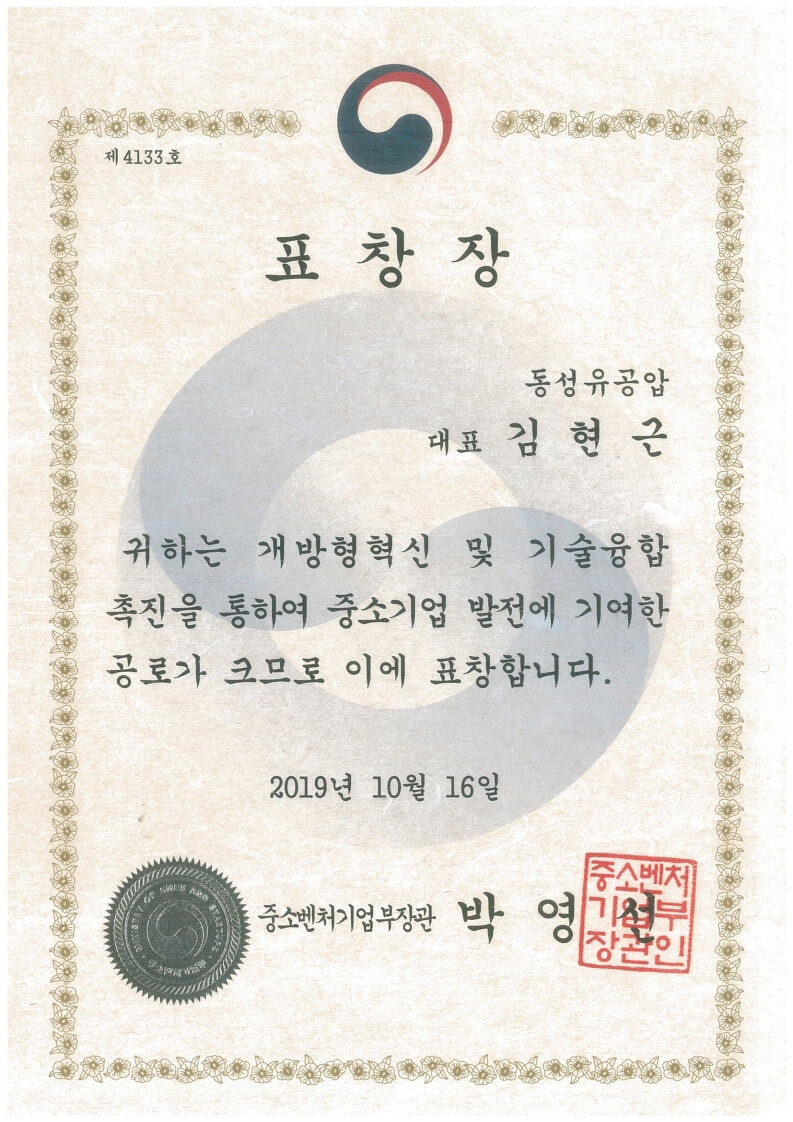 제4133호
표창장
동성유공압
대표 김현근
귀하는 개방형혁신 및 기술융합
촉진을 통하여 중소기업 발전에 기여한
공로가 크므로 이에 표창합니다.
2019년 10월 16일
중소벤처기업부장관 박영선
중소벤처
기업부
장관인